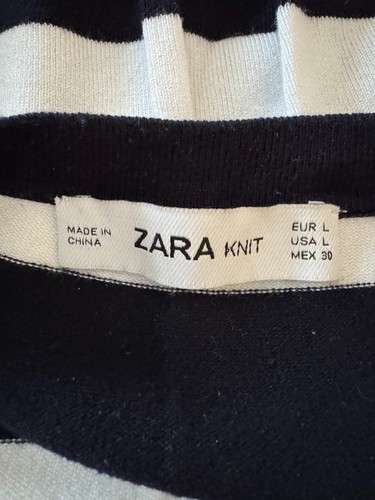 MADE IN
CHINA
ZARA KNIT
EUR L
USA L
MEX 30